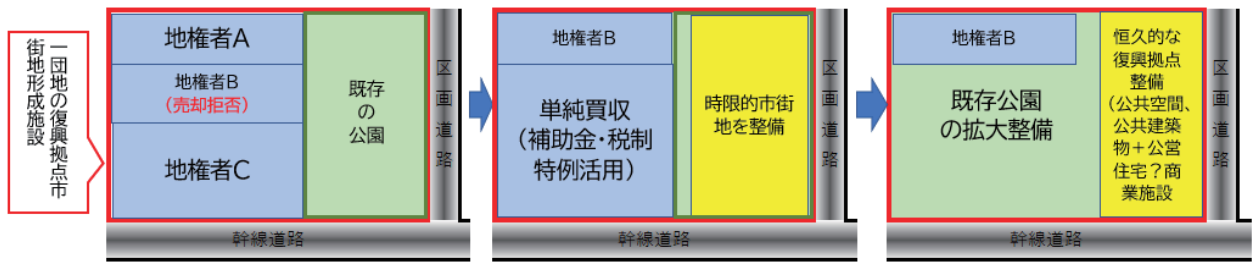 一団地の復興拠点市
街地形成施設
地権者A
地権者B
（売却拒否）
地権者C
既存
の
公園
区画道路
幹線道路
地権者B
単純買収
（補助金・税制
特例活用）
時限的市街
地を整備
区画道路
幹線道路
地権者B
既存公園
の拡大整備
恒久的な
復興拠点
整備
（公共空間、
公共建築
物＋公営
住宅？商
業施設
区画道路
幹線道路